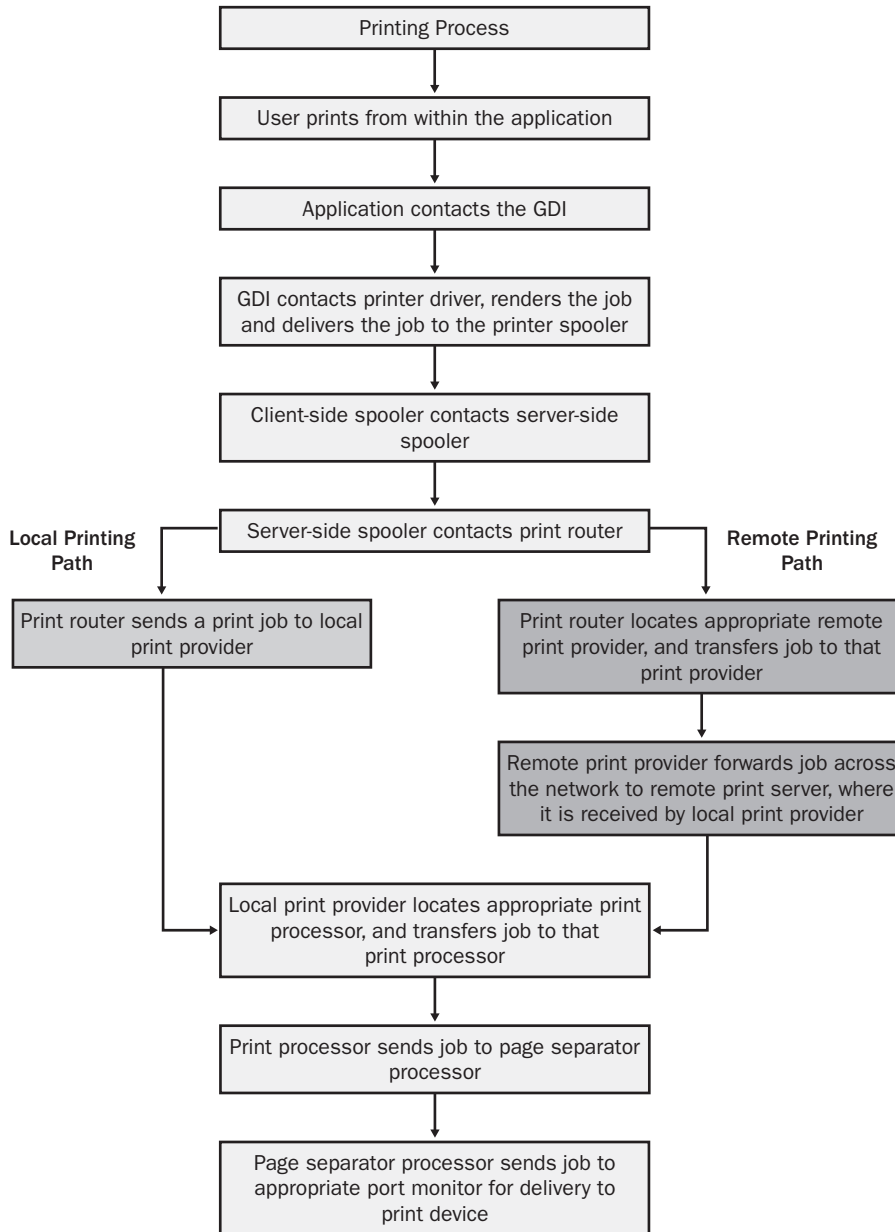 Printing Process
User prints from within the application
Application contacts the GDI
GDI contacts printer driver, renders the job
and delivers the job to the printer spooler
Client-side spooler contacts server-side
spooler
Server-side spooler contacts print router
Local Printing
Path
Remote Printing
Path
Print router sends a print job to local
print provider
Print router locates appropriate remote
print provider, and transfers job to that
print provider
Remote print provider forwards job across
the network to remote print server, where
it is received by local print provider
Local print provider locates appropriate print
processor, and transfers job to that
print processor
Print processor sends job to page separator
processor
Page separator processor sends job to
appropriate port monitor for delivery to
print device